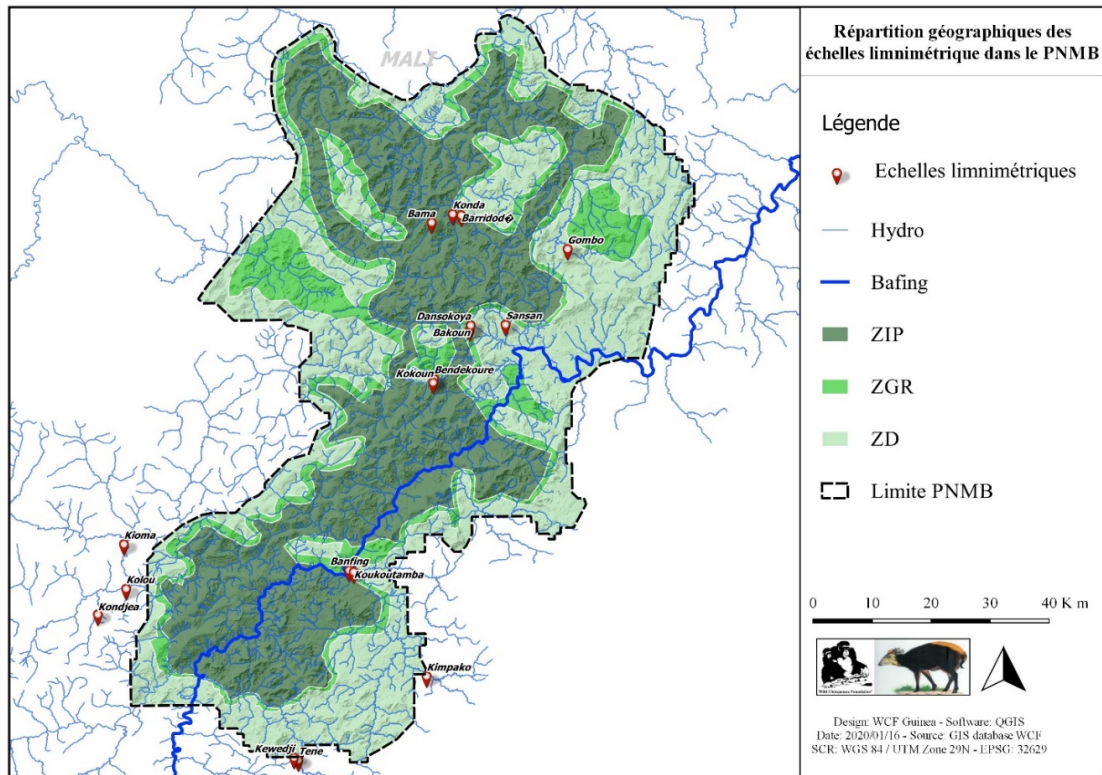 Répartition géographiques des
échelles limnimétrique dans le PNMB
Légende
Echelles limnimétriques
Hydro
Bafing
ZIP
ZGR
ZD
Limite PNMB
0 10 20 30 40 K m
Wild Chimpanzee Foundation
Design: WCF Guinea - Software: QGIS
Date: 2020/01/16 - Source: GIS database WCF
SCR: WGS 84 / UTM Zone 29N - EPSG: 32629
MALI
Konda
Bama
Barridod�
Gombo
Dansokoya
Sansan
Bakoun
Bendekoure
Kokoun
Kioma
Banfing
Koukoutamba
Kolou
Kondjea
Kimpako
Kewedji
Tene